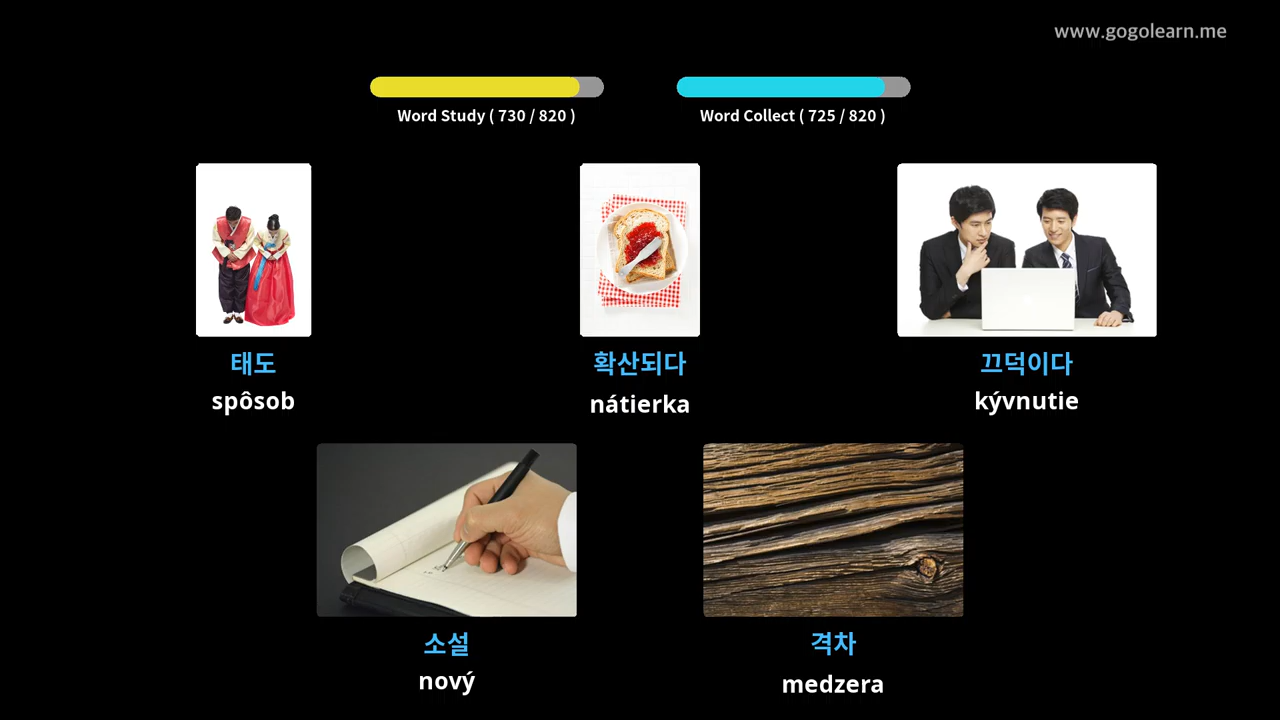 www.gogolearn.me
Word Study ( 730 / 820 )
Word Collect ( 725 / 820 )
태도
spôsob
확산되다
nátierka
끄덕이다
kývnutie
소설
nový
격차
medzera